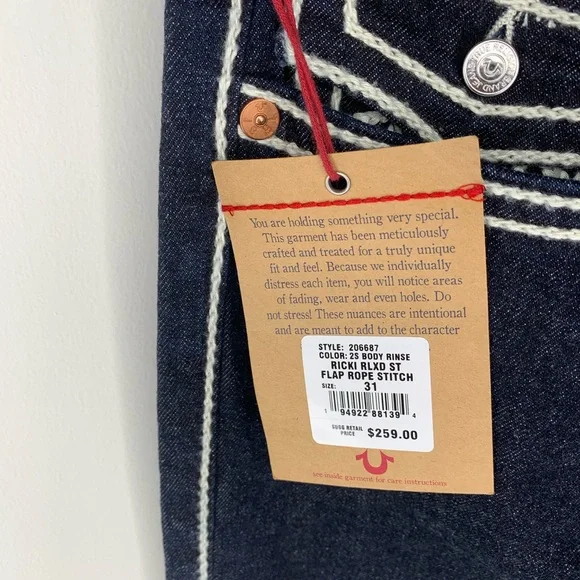 You are holding something very special.
This garment has been meticulously
crafted and treated for a truly unique
fit and feel. Because we individually
distress each item, you will notice areas
of fading, wear and even holes. Do
not stress! These nuances are intentional
and are meant to add to the character
STYLE: 206687
COLOR: 2S BODY RINSE
RICKI RLXD ST
FLAP ROPE STITCH
SIZE: 31
1 94922 88139 4
SUGG RETAIL
PRICE $259.00
see inside garment for care instructions